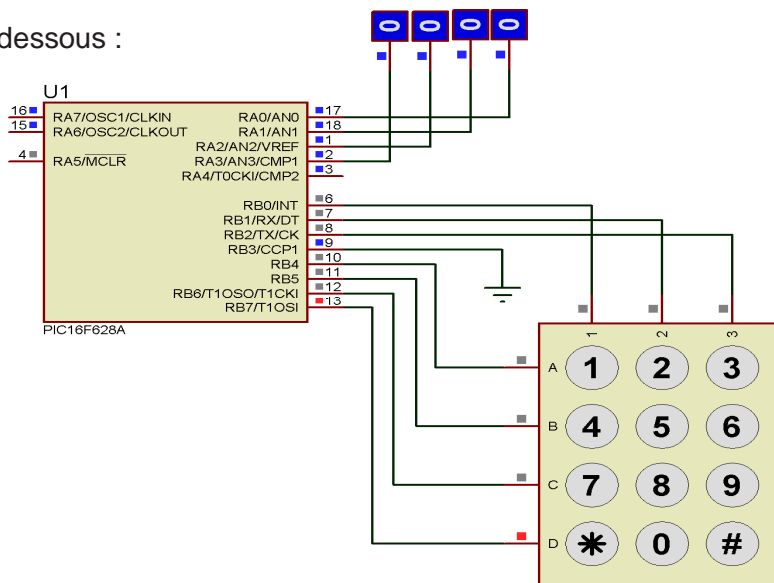 dessous :
0 0 0 0
U1
16 RA7/OSC1/CLKIN RA0/AN0 17
15 RA6/OSC2/CLKOUT RA1/AN1 18
RA2/AN2/VREF 1
4 RA5/MCLR RA3/AN3/CMP1 2
RA4/T0CKI/CMP2 3
RB0/INT 6
RB1/RX/DT 7
RB2/TX/CK 8
RB3/CCP1 9
RB4 10
RB5 11
RB6/T1OSO/T1CKI 12
RB7/T1OSI 13
PIC16F628A
1 2 3
A 1 2 3
B 4 5 6
C 7 8 9
D * 0 #